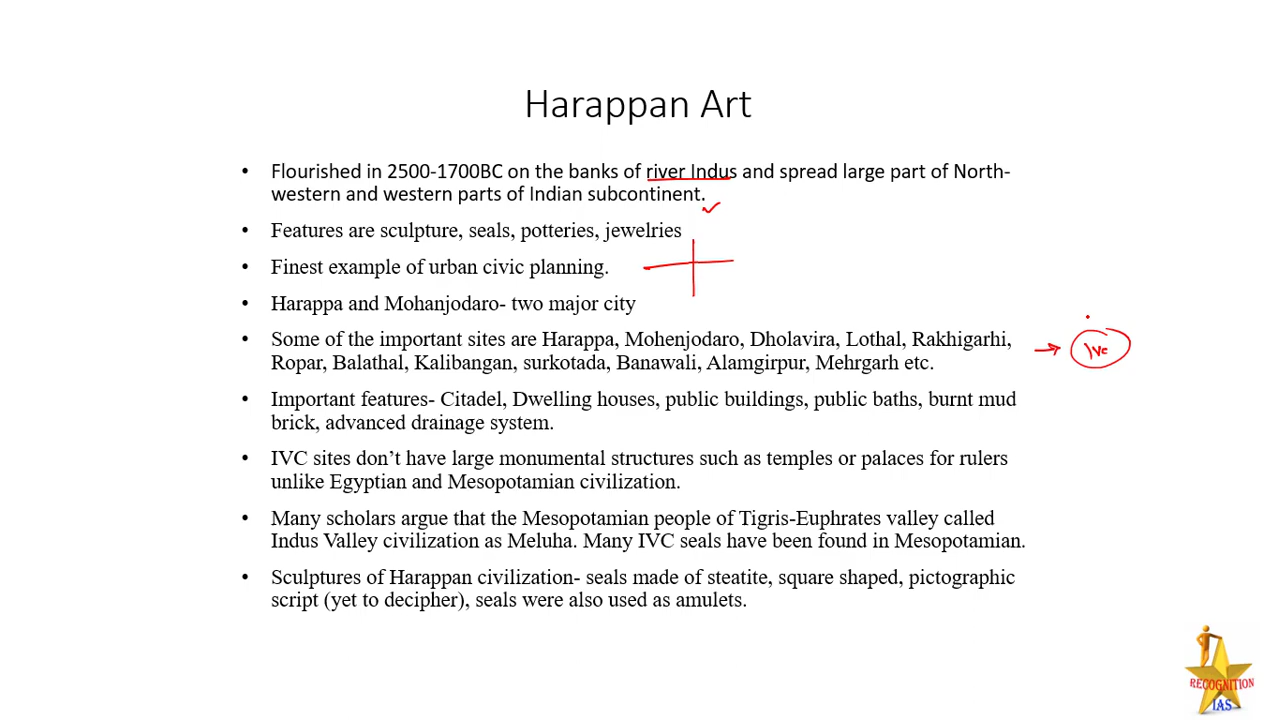 Harappan Art
• Flourished in 2500-1700BC on the banks of river Indus and spread large part of North-
western and western parts of Indian subcontinent.
• Features are sculpture, seals, potteries, jewelries
• Finest example of urban civic planning.
• Harappa and Mohanjodaro- two major city
• Some of the important sites are Harappa, Mohenjodaro, Dholavira, Lothal, Rakhigarhi,
Ropar, Balathal, Kalibangan, surkotada, Banawali, Alamgirpur, Mehrgarh etc.
IVC
• Important features- Citadel, Dwelling houses, public buildings, public baths, burnt mud
brick, advanced drainage system.
• IVC sites don’t have large monumental structures such as temples or palaces for rulers
unlike Egyptian and Mesopotamian civilization.
• Many scholars argue that the Mesopotamian people of Tigris-Euphrates valley called
Indus Valley civilization as Meluha. Many IVC seals have been found in Mesopotamian.
• Sculptures of Harappan civilization- seals made of steatite, square shaped, pictographic
script (yet to decipher), seals were also used as amulets.
RECOGNITION
IAS